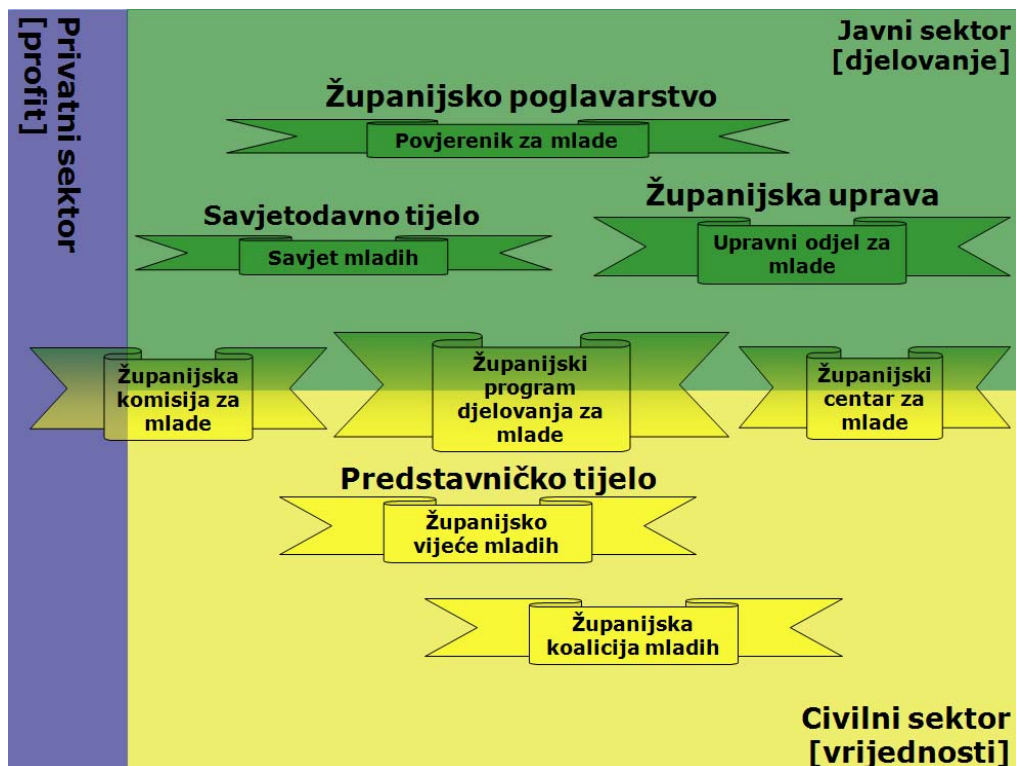 Privatni sektor
[profit]
Javni sektor
[djelovanje]
Županijsko poglavarstvo
Povjerenik za mlade
Savjetodavno tijelo
Savjet mladih
Županijska uprava
Upravni odjel za
mlade
Županijska
komisija za
mlade
Županijski
program
djelovanja za
mlade
Županijski
centar za
mlade
Predstavničko tijelo
Županijsko
vijeće mladih
Županijska
koalicija mladih
Civilni sektor
[vrijednosti]